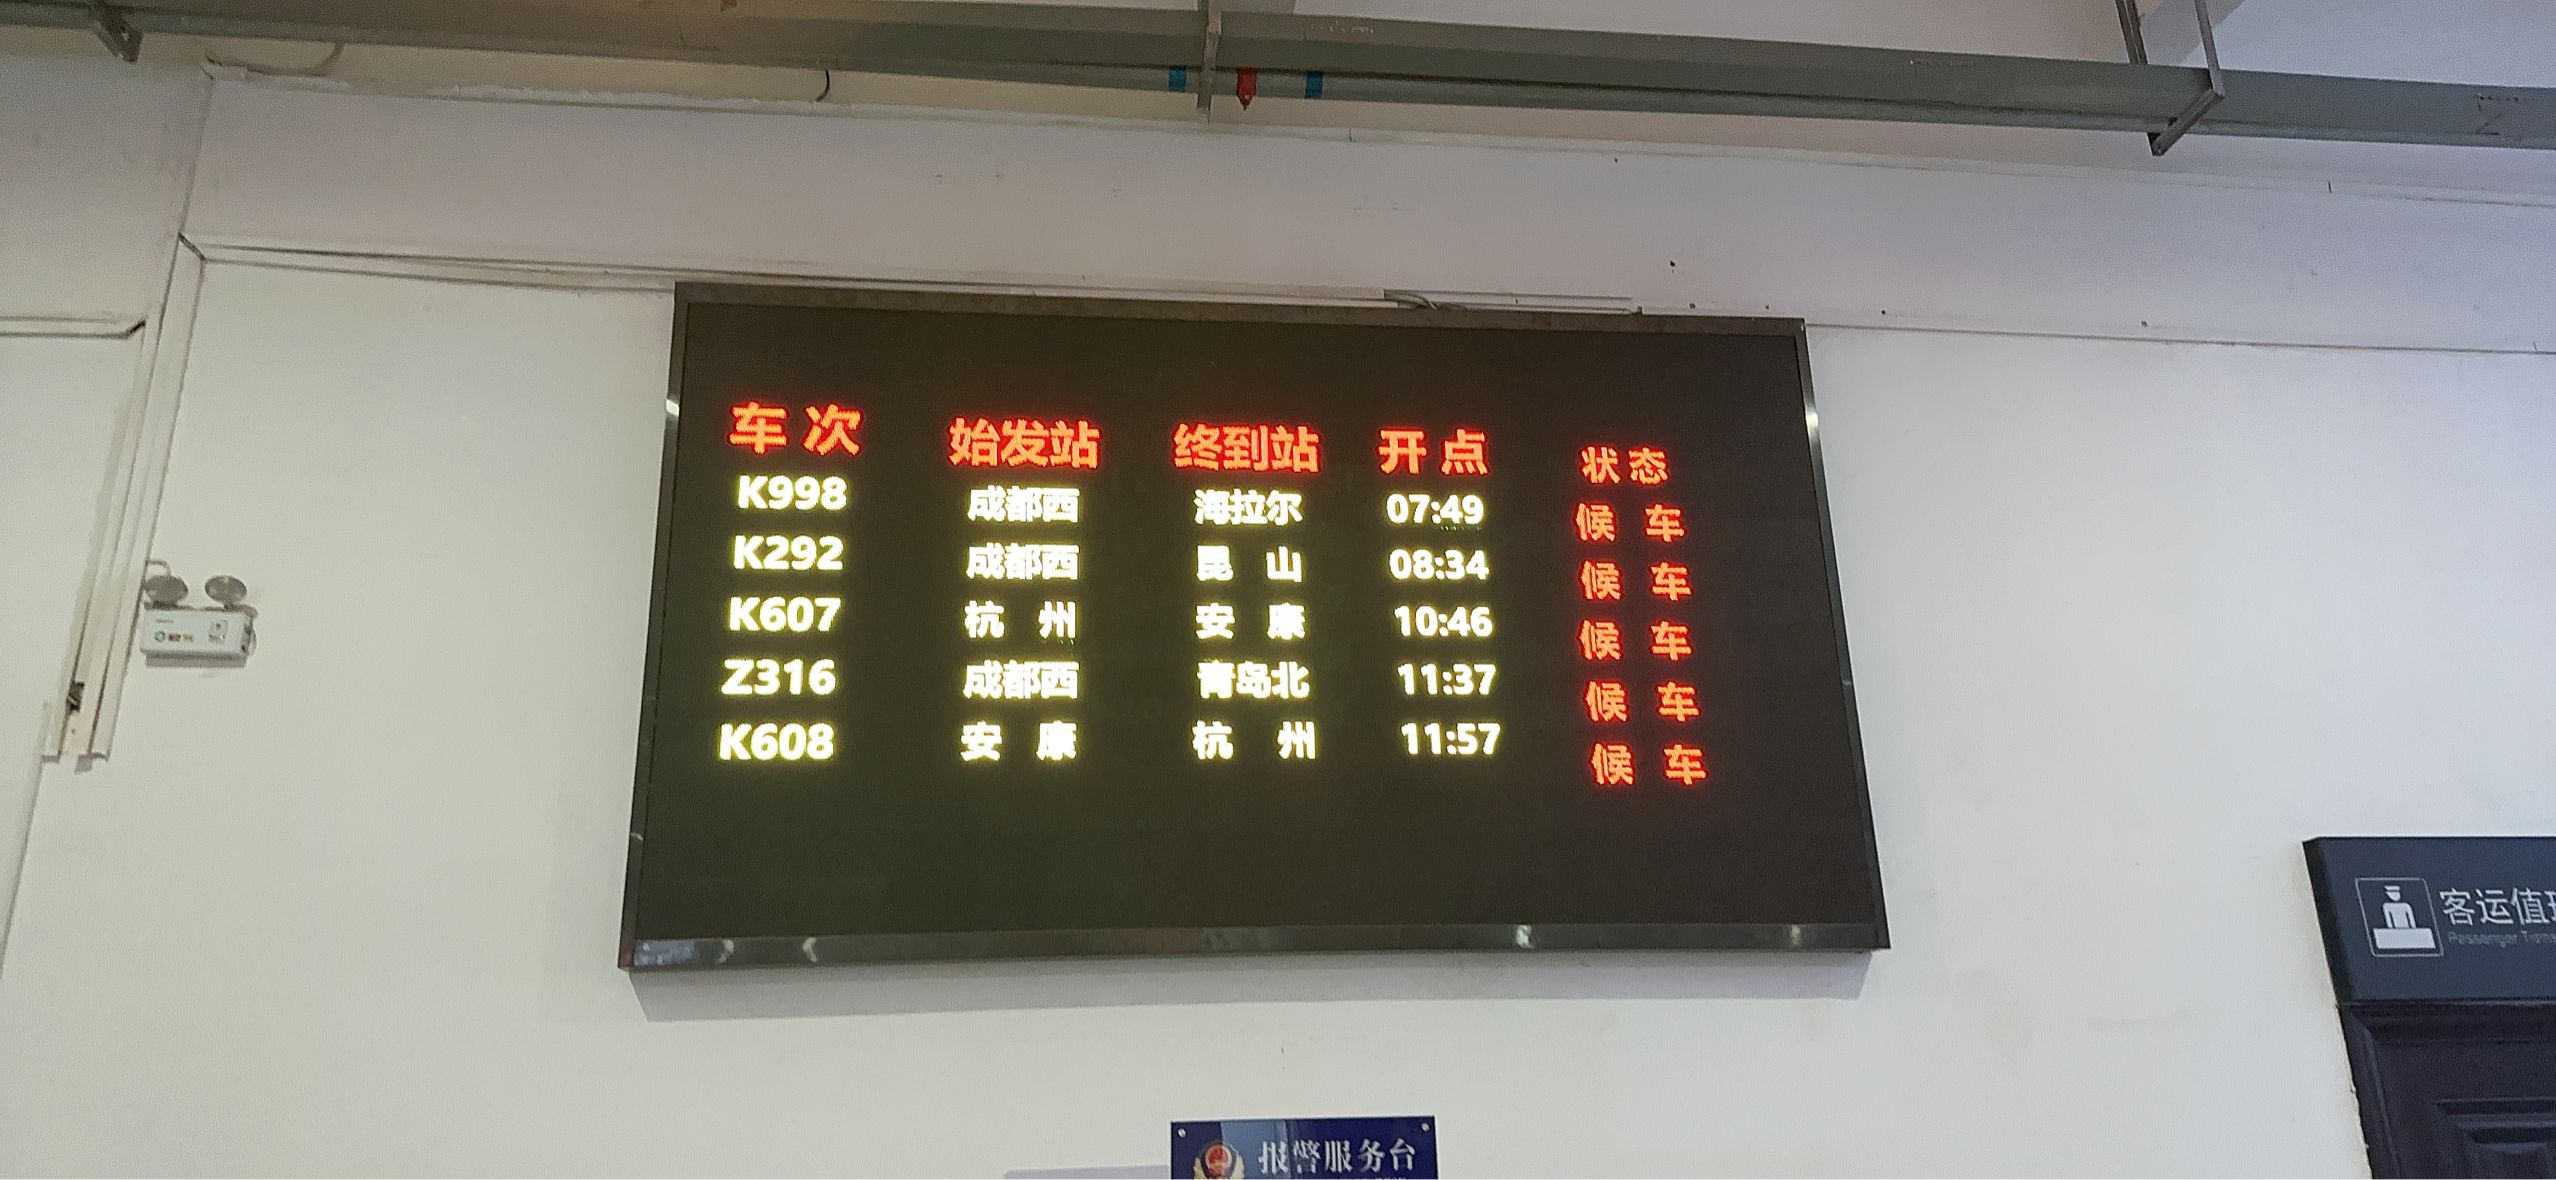 车次 始发站 终到站 开点 状态
K998 成都西 海拉尔 07:49 候车
K292 成都西 昆山 08:34 候车
K607 杭州 安康 10:46 候车
Z316 成都西 青岛北 11:37 候车
K608 安康 杭州 11:57 候车
客运值
Passenger
报警服务台